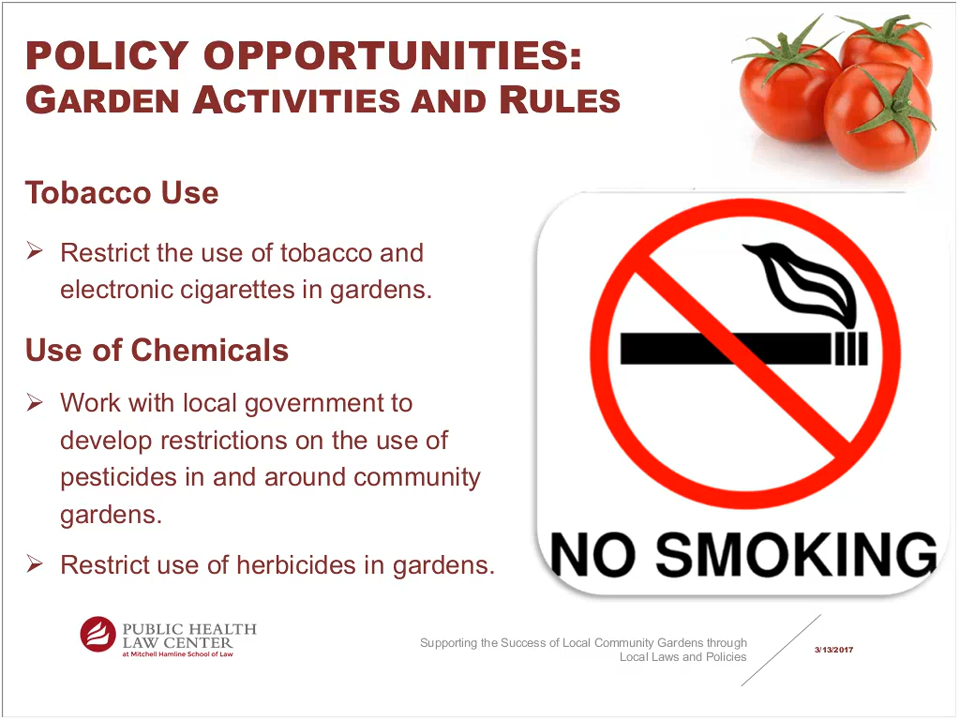 POLICY OPPORTUNITIES:
GARDEN ACTIVITIES AND RULES
Tobacco Use
➢ Restrict the use of tobacco and
electronic cigarettes in gardens.
Use of Chemicals
➢ Work with local government to
develop restrictions on the use of
pesticides in and around community
gardens.
➢ Restrict use of herbicides in gardens.
NO SMOKING
PUBLIC HEALTH
LAW CENTER
at Mitchell Hamline School of Law
Supporting the Success of Local Community Gardens through
Local Laws and Policies
3/13/2017